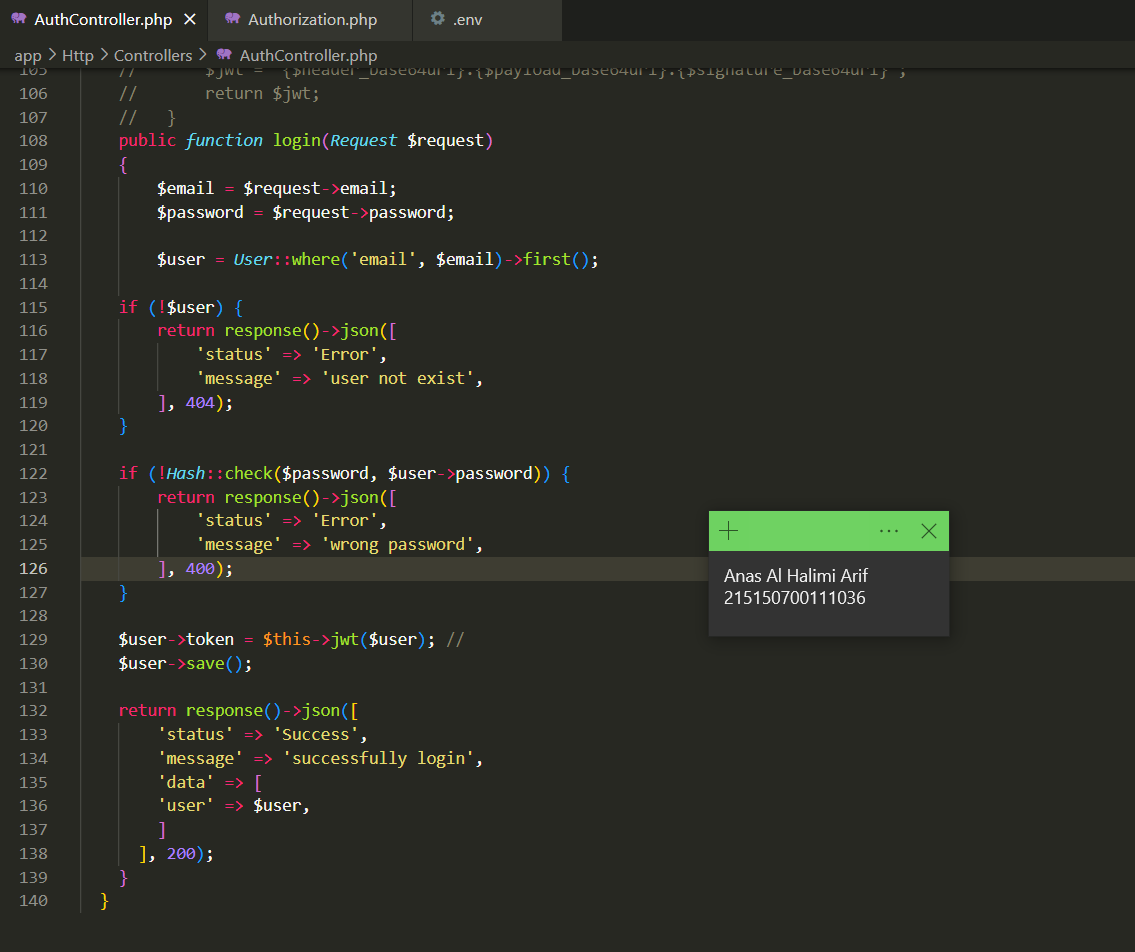 AuthController.php
Authorization.php
.env
app > Http > Controllers > AuthController.php
105 // $jwt = "{$header_base64url}.{$payload_base64url}.{$signature_base64url}";
106 // return $jwt;
107 // }
108 public function login(Request $request)
109 {
110 $email = $request->email;
111 $password = $request->password;
112
113 $user = User::where('email', $email)->first();
114
115 if (!$user) {
116 return response()->json([
117 'status' => 'Error',
118 'message' => 'user not exist',
119 ], 404);
120 }
121
122 if (!Hash::check($password, $user->password)) {
123 return response()->json([
124 'status' => 'Error',
125 'message' => 'wrong password',
126 ], 400);
127 }
128
129 $user->token = $this->jwt($user); //
130 $user->save();
131
132 return response()->json([
133 'status' => 'Success',
134 'message' => 'successfully login',
135 'data' => [
136 'user' => $user,
137 ]
138 ], 200);
139 }
140 }
Anas Al Halimi Arif
215150700111036